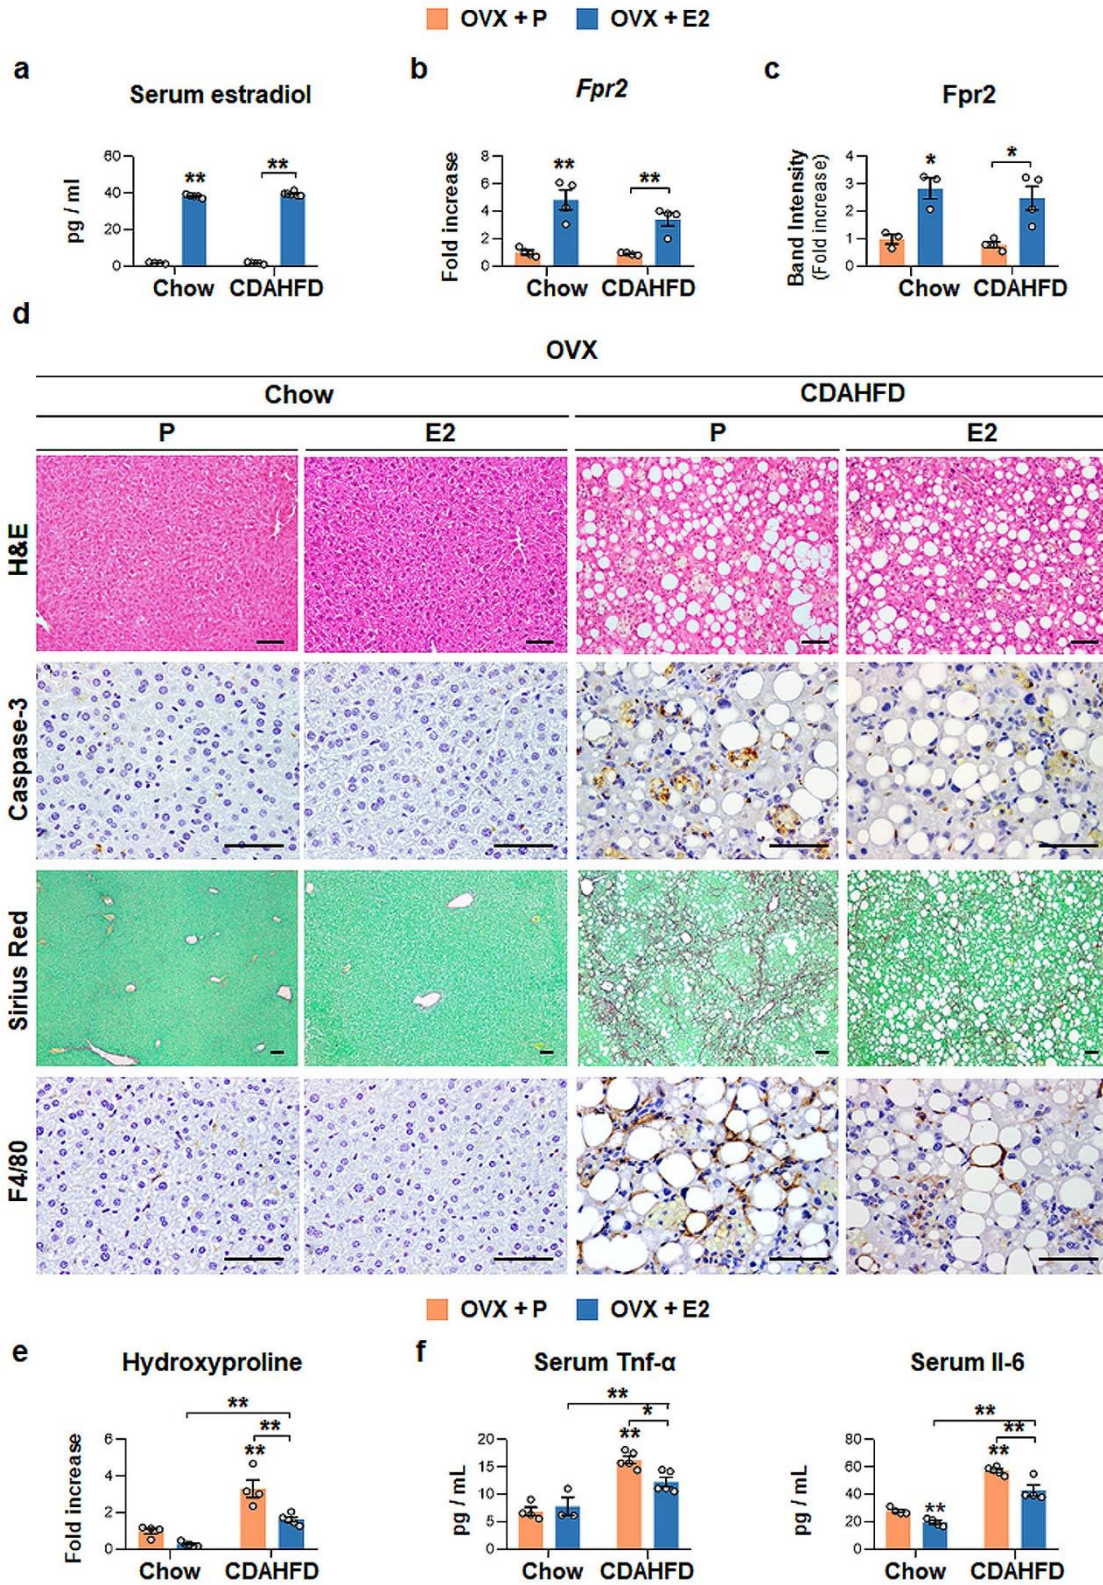 OVX + P OVX + E2
a b c
Serum estradiol Fpr2 Fpr2
pg / ml
60
40
20
0
Chow CDAHFD
**
**
Fold increase
8
6
4
2
0
Chow CDAHFD
**
**
Band Intensity
(Fold increase)
4
3
2
1
0
Chow CDAHFD
*
*
d
OVX
Chow CDAHFD
P E2 P E2
H&E
Caspase-3
Sirius Red
F4/80
OVX + P OVX + E2
e f
Hydroxyproline Serum Tnf-α Serum Il-6
Fold increase
6
4
2
0
Chow CDAHFD
**
**
**
pg / mL
20
15
10
5
0
Chow CDAHFD
**
*
**
pg / mL
80
60
40
20
0
Chow CDAHFD
**
**
**
**